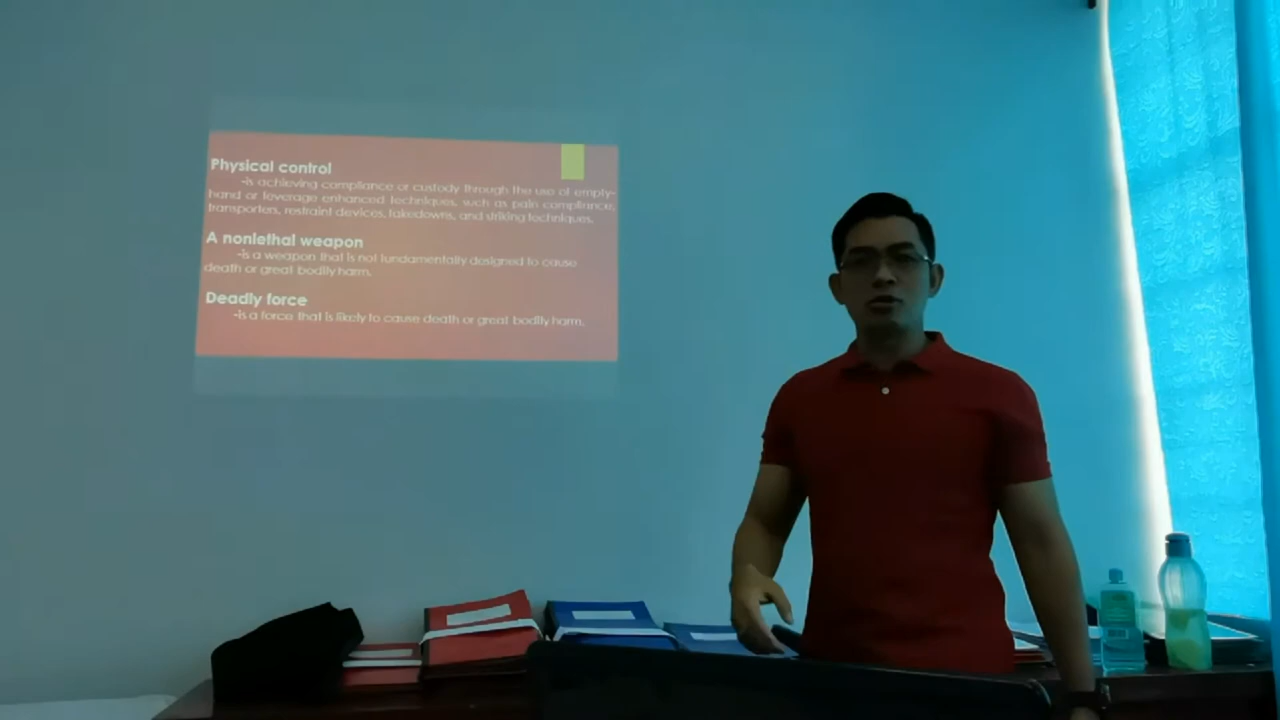 Physical control
-is achieving compliance or custody through the use of empty-
hand or leverage enhanced techniques, such as pain compliance,
transporters, restraint devices, takedowns, and striking techniques.
A nonlethal weapon
-is a weapon that is not fundamentally designed to cause
death or great bodily harm.
Deadly force
-is a force that is likely to cause death or great bodily harm.